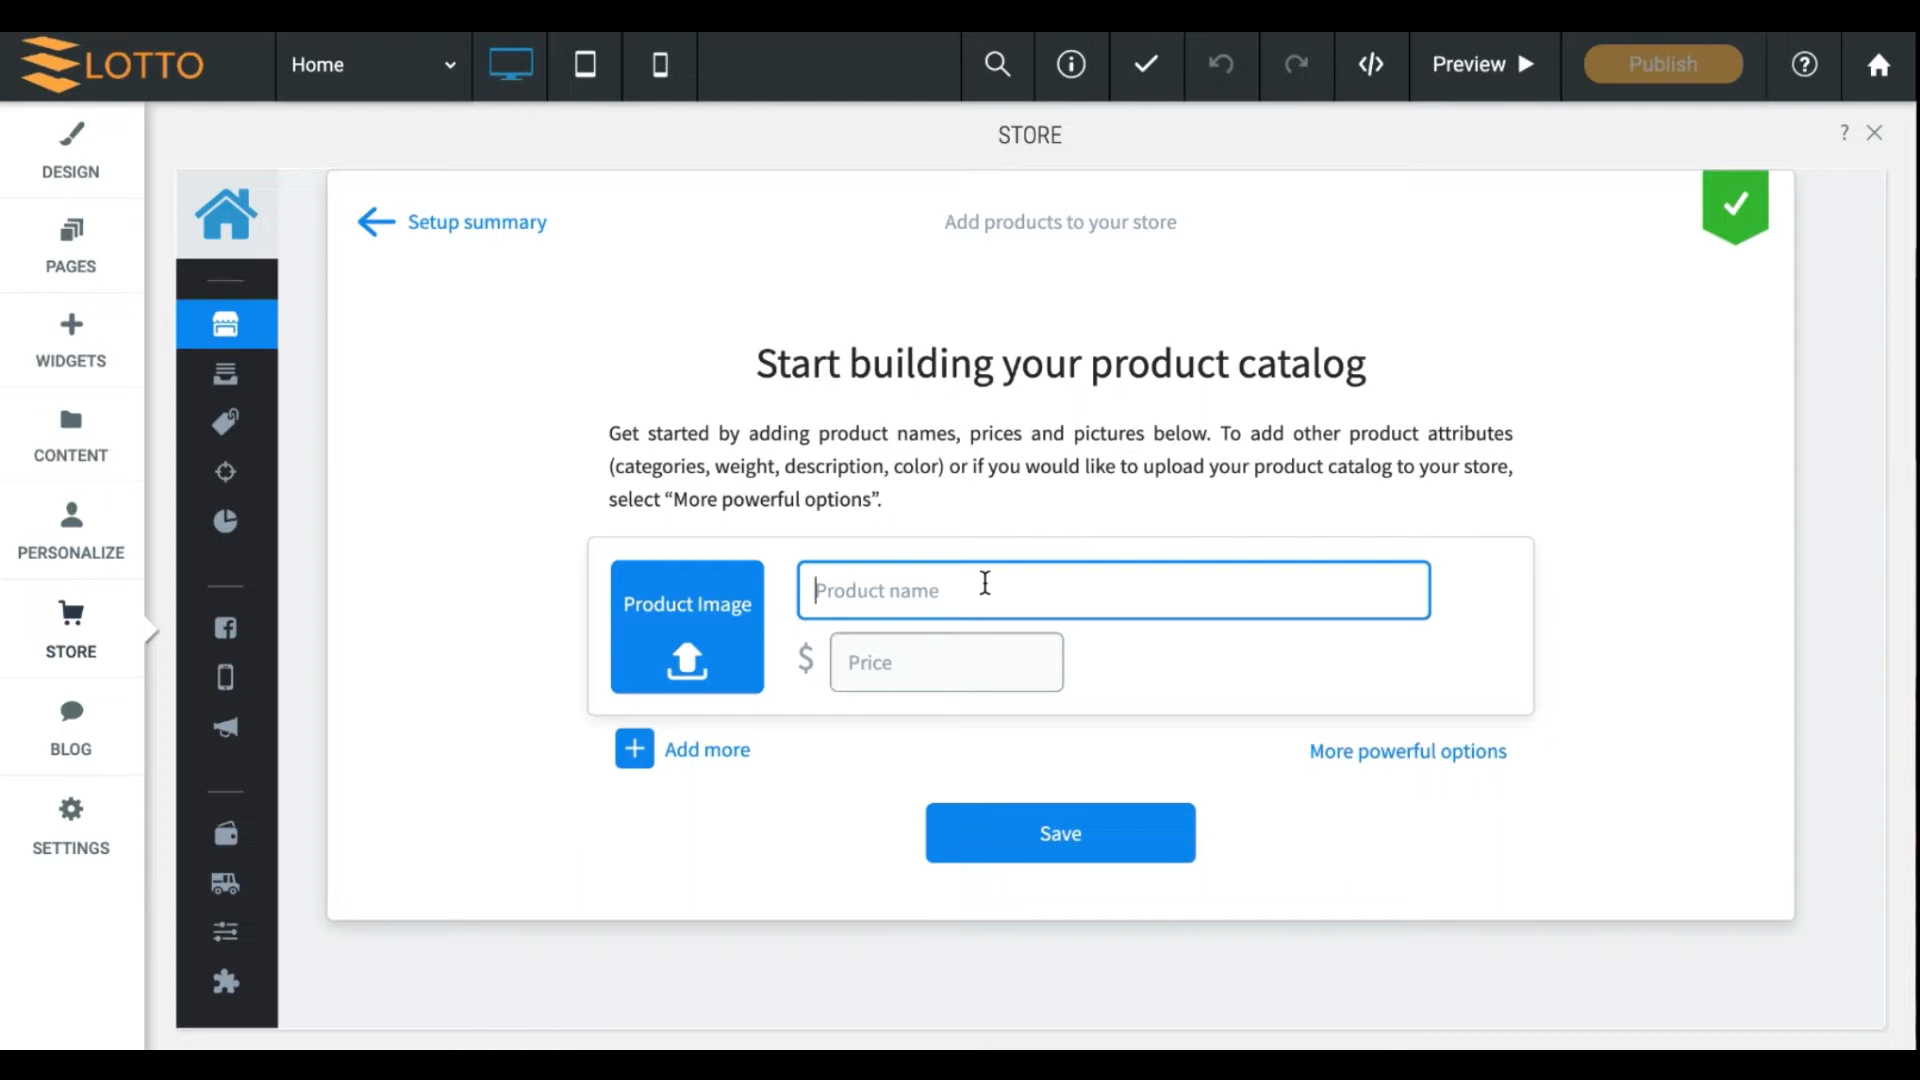 LOTTO
Home
Preview
Publish
DESIGN
PAGES
WIDGETS
CONTENT
PERSONALIZE
STORE
BLOG
SETTINGS
STORE
?
Setup summary
Add products to your store
Start building your product catalog
Get started by adding product names, prices and pictures below. To add other product attributes
(categories, weight, description, color) or if you would like to upload your product catalog to your store,
select “More powerful options”.
Product Image
Product name
$ Price
Add more
More powerful options
Save